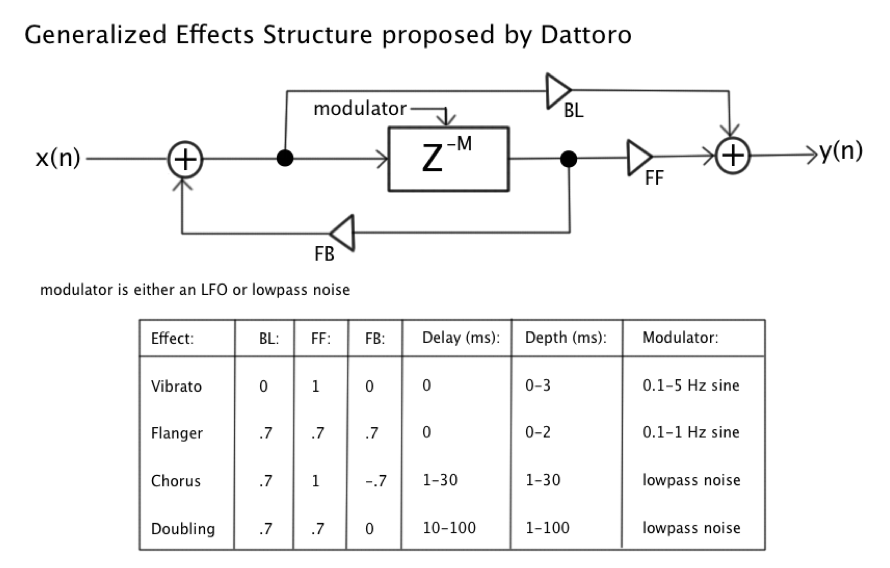 Generalized Effects Structure proposed by Dattoro
modulator
BL
x(n)
+
Z^-M
FF
+
y(n)
FB
modulator is either an LFO or lowpass noise
Effect: BL: FF: FB: Delay (ms): Depth (ms): Modulator:
Vibrato 0 1 0 0 0-3 0.1-5 Hz sine
Flanger .7 .7 .7 0 0-2 0.1-1 Hz sine
Chorus .7 1 -.7 1-30 1-30 lowpass noise
Doubling .7 .7 0 10-100 1-100 lowpass noise